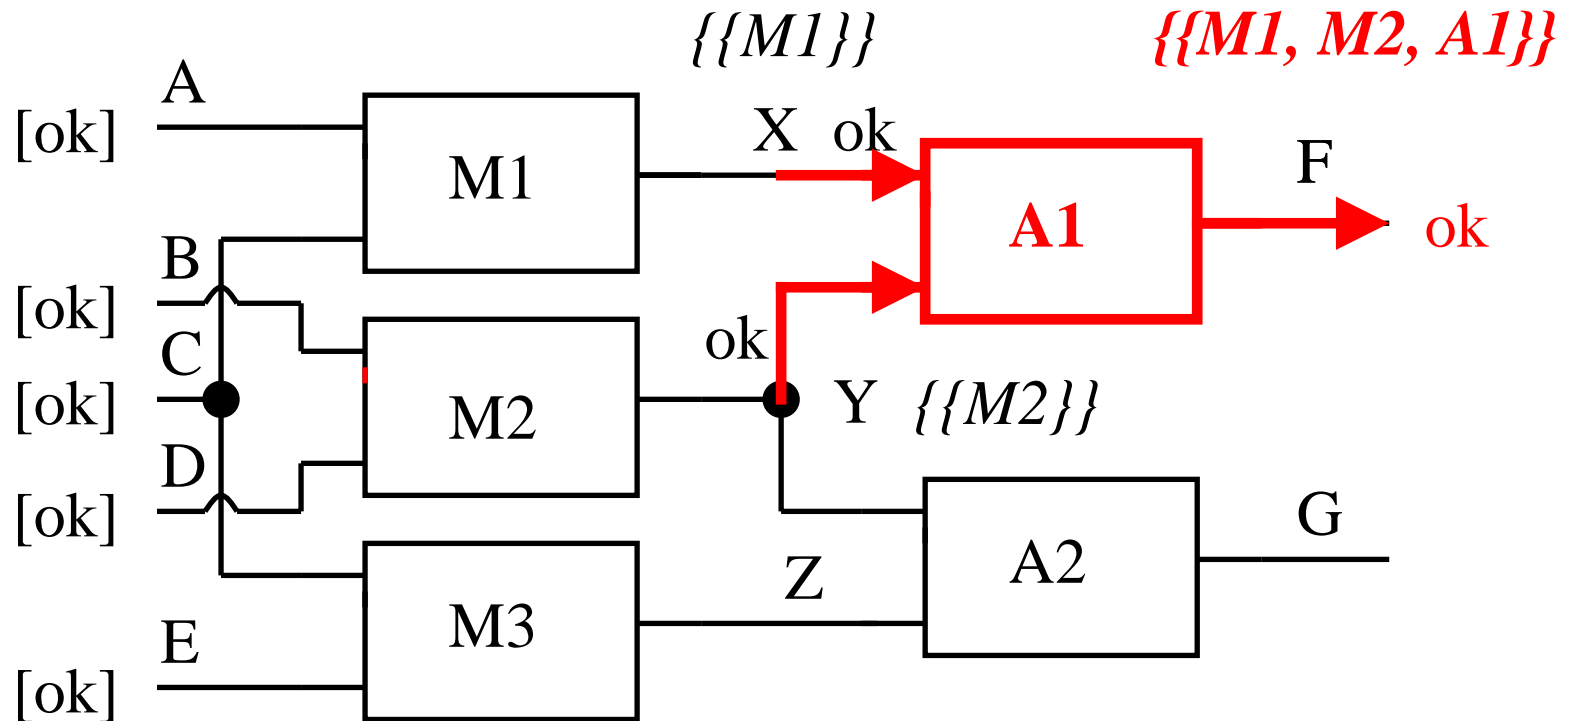 {{M1}} {{M1, M2, A1}}
A
[ok] M1 X ok F
A1 ok
B
[ok] ok
C
[ok] M2 Y {{M2}}
D
[ok] G
A2
Z
M3
E
[ok]